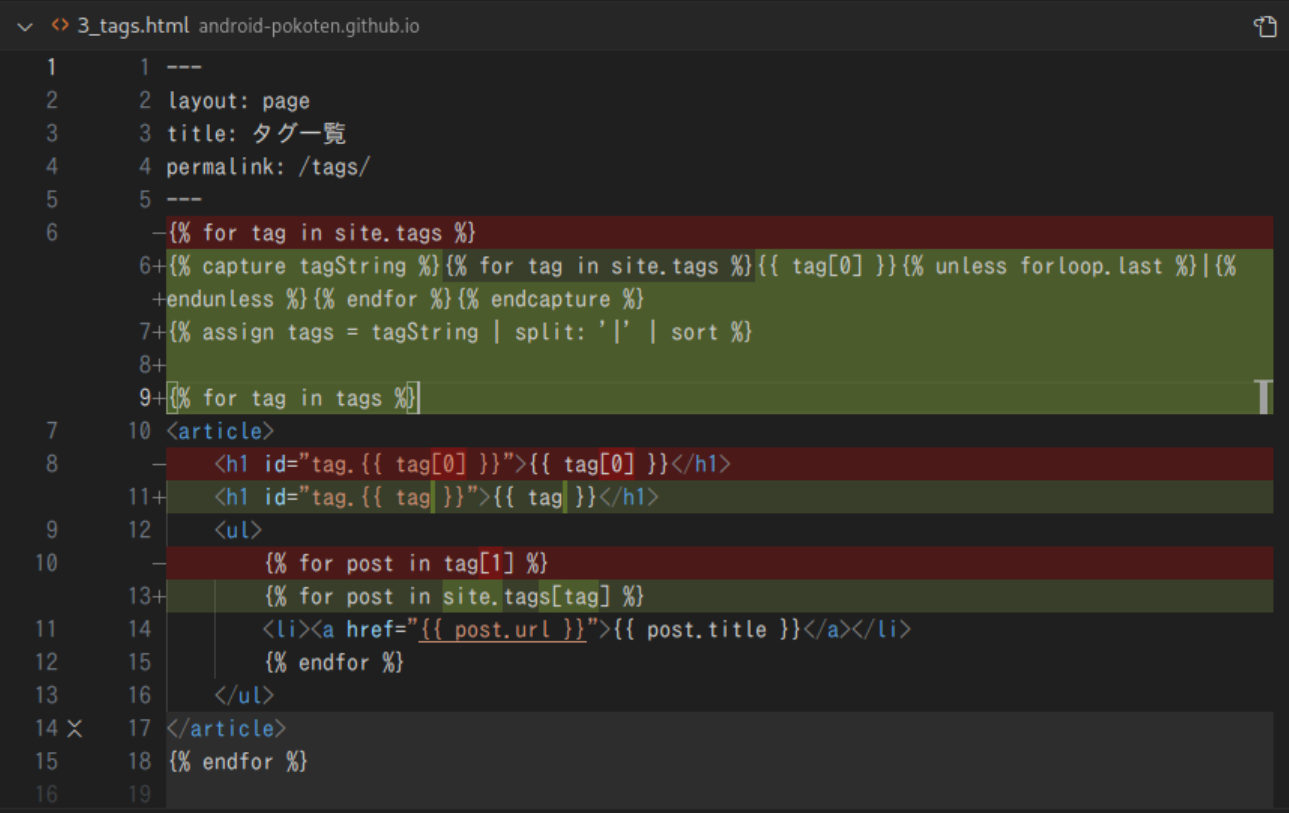 3_tags.html android-pokoten.github.io
1 1 ---
2 2 layout: page
3 3 title: タグ一覧
4 4 permalink: /tags/
5 5 ---
6 −{% for tag in site.tags %}
6+{% capture tagString %}{% for tag in site.tags %}{{ tag[0] }}{% unless forloop.last %}|{%
+endunless %}{% endfor %}{% endcapture %}
7+{% assign tags = tagString | split: '|' | sort %}
8+
9+{% for tag in tags %}
7 10 <article>
8 −    <h1 id="tag.{{ tag[0] }}">{{ tag[0] }}</h1>
11+    <h1 id="tag.{{ tag }}">{{ tag }}</h1>
9 12     <ul>
10 −        {% for post in tag[1] %}
13+        {% for post in site.tags[tag] %}
11 14         <li><a href="{{ post.url }}">{{ post.title }}</a></li>
12 15         {% endfor %}
13 16     </ul>
14 17 </article>
15 18 {% endfor %}
16 19